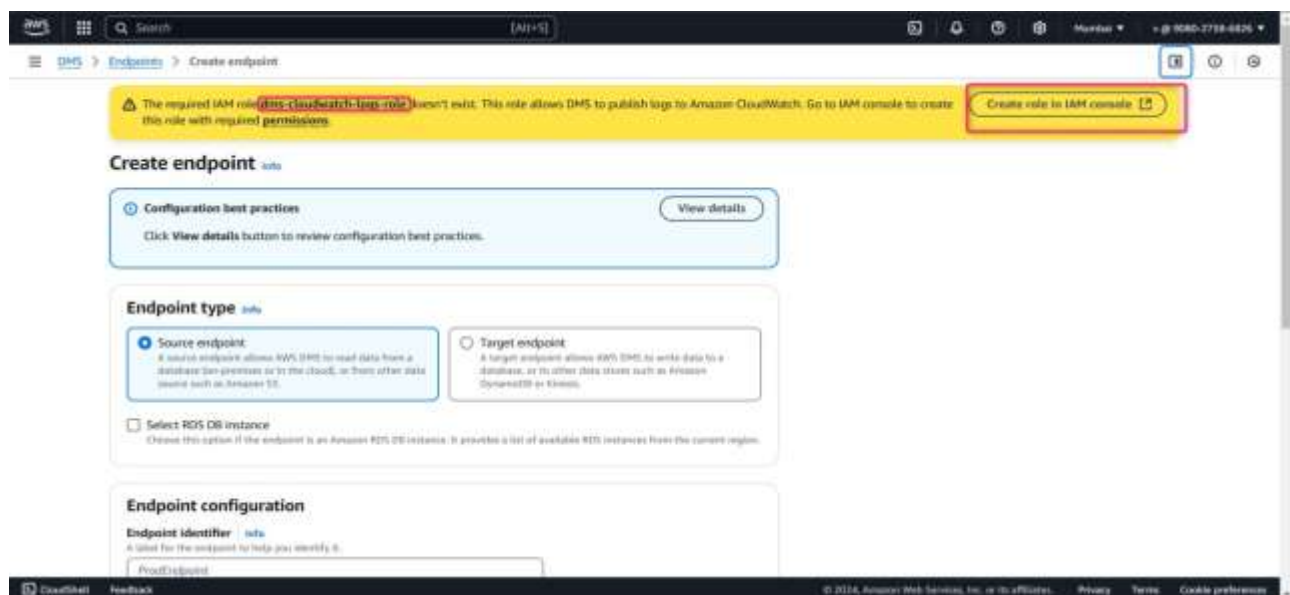 aws Search [Alt+S] Mumbai
DMS > Endpoints > Create endpoint
The required IAM role dms-cloudwatch-logs-role doesn't exist. This role allows DMS to publish logs to Amazon CloudWatch. Go to IAM console to create
this role with required permissions.
Create role in IAM console
Create endpoint Info
Configuration best practices
View details
Click View details button to review configuration best practices.
Endpoint type Info
Source endpoint
A source endpoint allows AWS DMS to read data from a
database (on-premises or in the cloud), or from other data
source such as Amazon S3.
Target endpoint
A target endpoint allows AWS DMS to write data to a
database, or to other data stores such as Amazon
DynamoDB or Kinesis.
Select RDS DB instance
Choose this option if the endpoint is an Amazon RDS DB instance. It provides a list of available RDS instances from the current region.
Endpoint configuration
Endpoint identifier Info
A label for the endpoint to help you identify it.
ProdEndpoint
CloudShell Feedback © 2024, Amazon Web Services, Inc. or its affiliates. Privacy Terms Cookie preferences